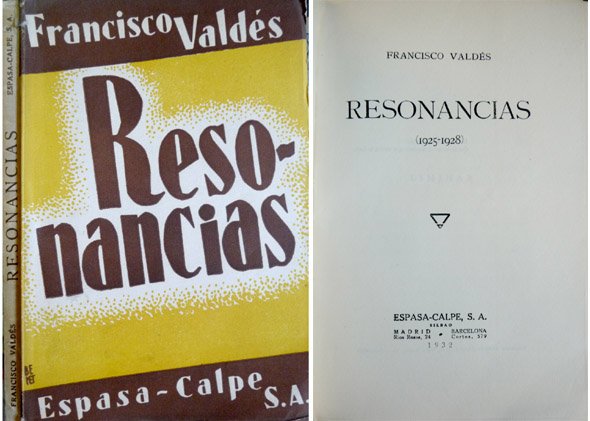 FRANCISCO VALDÉS
RESONANCIAS
ESPASA-CALPE, S. A.
Francisco Valdés
Reso-
nancias
Espasa-Calpe S.A.
FRANCISCO VALDÉS
RESONANCIAS
(1925-1928)
ESPASA-CALPE, S. A.
BILBAO
MADRID BARCELONA
Ríos Rosas, 24 Cortes, 579
1932